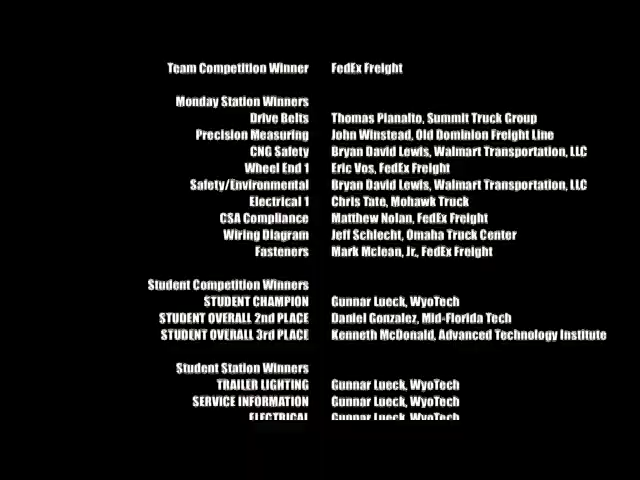 Team Competition Winner FedEx Freight
Monday Station Winners
Drive Belts Thomas Pianalto, Summit Truck Group
Precision Measuring John Winstead, Old Dominion Freight Line
CNG Safety Bryan David Lewis, Walmart Transportation, LLC
Wheel End 1 Eric Vos, FedEx Freight
Safety/Environmental Bryan David Lewis, Walmart Transportation, LLC
Electrical 1 Chris Tate, Mohawk Truck
CSA Compliance Matthew Nolan, FedEx Freight
Wiring Diagram Jeff Schlecht, Omaha Truck Center
Fasteners Mark Mclean, Jr., FedEx Freight
Student Competition Winners
STUDENT CHAMPION Gunnar Lueck, WyoTech
STUDENT OVERALL 2nd PLACE Daniel Gonzalez, Mid-Florida Tech
STUDENT OVERALL 3rd PLACE Kenneth McDonald, Advanced Technology Institute
Student Station Winners
TRAILER LIGHTING Gunnar Lueck, WyoTech
SERVICE INFORMATION Gunnar Lueck, WyoTech
ELECTRICAL Gunnar Lueck, WyoTech